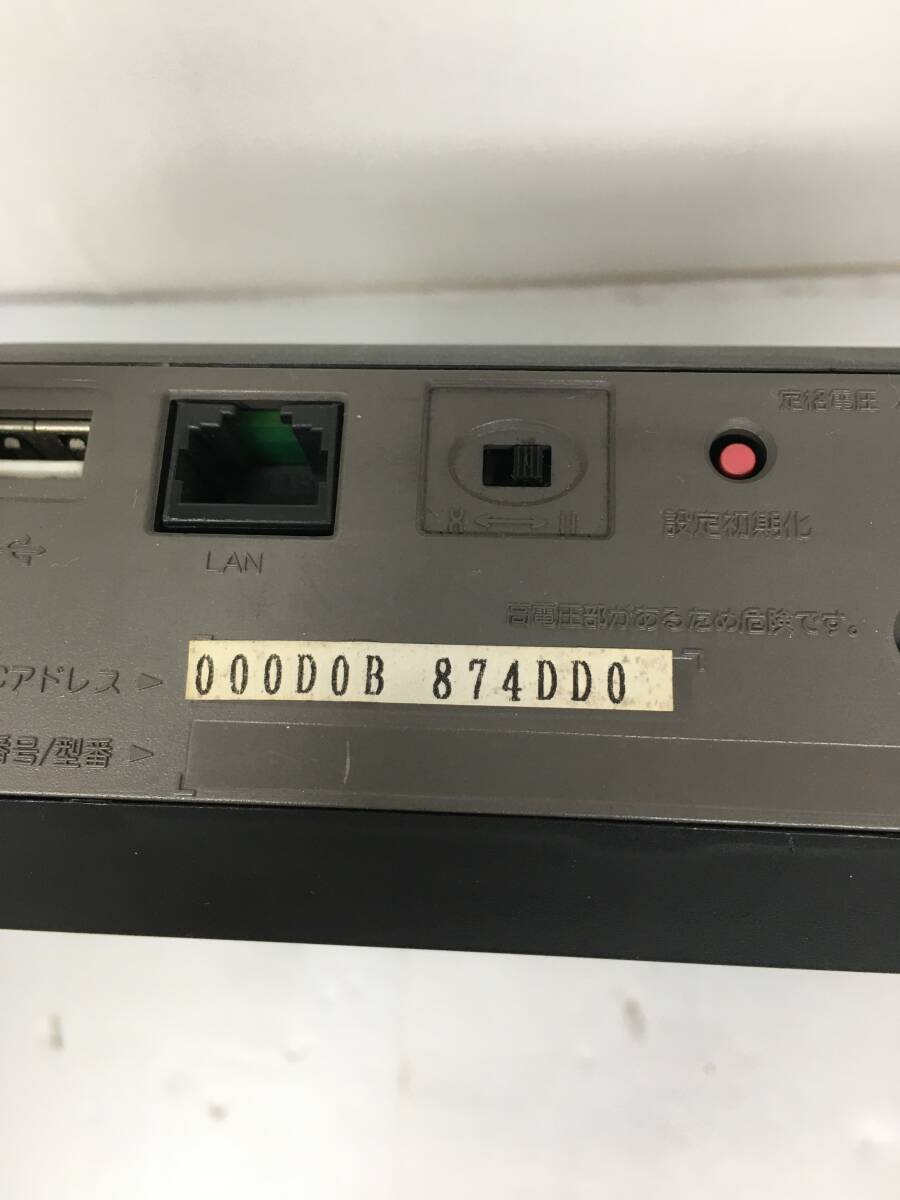 定格電圧
LAN
X ⟷ II
設定初期化
高電圧部があるため危険です。
Cアドレス > 000D0B 874DD0
番号/型番 >